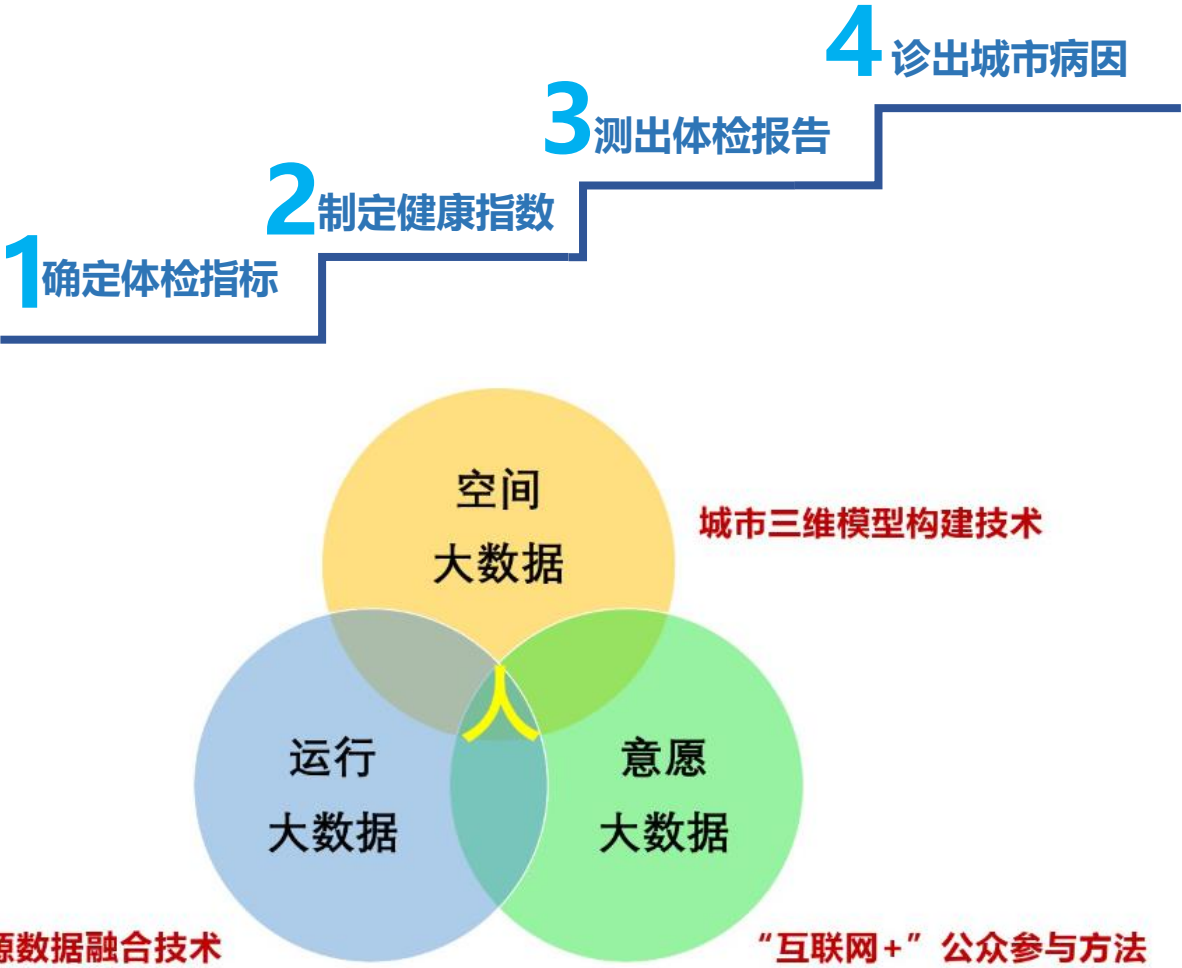 4 诊出城市病因
3 测出体检报告
2 制定健康指数
1 确定体检指标
空间
大数据
城市三维模型构建技术
人
运行
大数据
意愿
大数据
源数据融合技术
“互联网+”公众参与方法